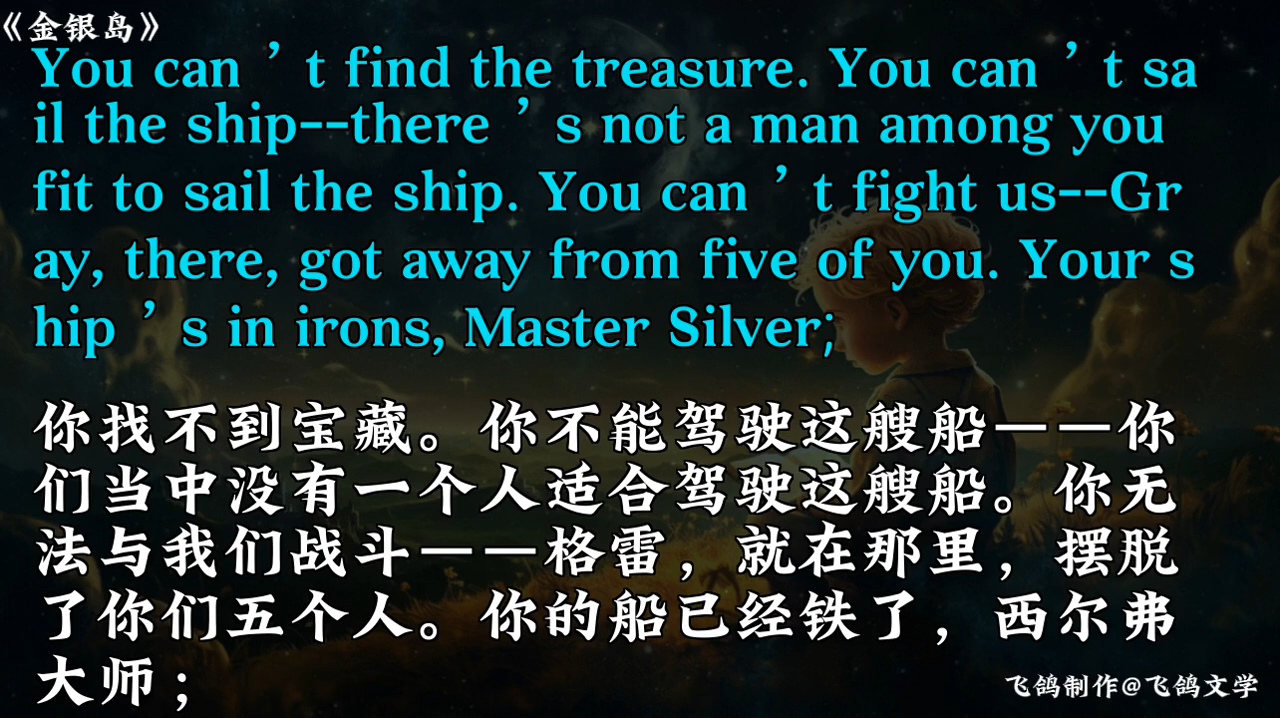 《金银岛》
You can ’ t find the treasure. You can ’ t sa
il the ship--there ’ s not a man among you
fit to sail the ship. You can ’ t fight us--Gr
ay, there, got away from five of you. Your s
hip ’ s in irons, Master Silver;
你找不到宝藏。你不能驾驶这艘船——你
们当中没有一个人适合驾驶这艘船。你无
法与我们战斗——格雷，就在那里，摆脱
了你们五个人。你的船已经铁了，西尔弗
大师；
飞鸽制作@飞鸽文学